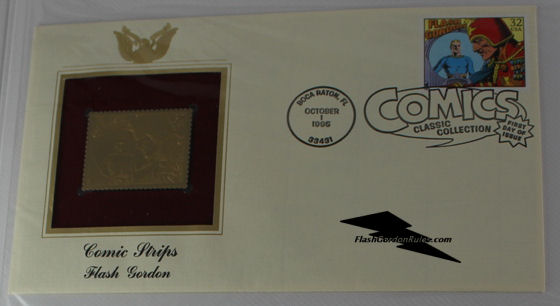 FLASH GORDON
32
USA
BOCA RATON, FL
OCTOBER
1
1995
33431
COMICS
CLASSIC
COLLECTION
FIRST
DAY OF
ISSUE
Comic Strips
Flash Gordon
FlashGordonRulez.com